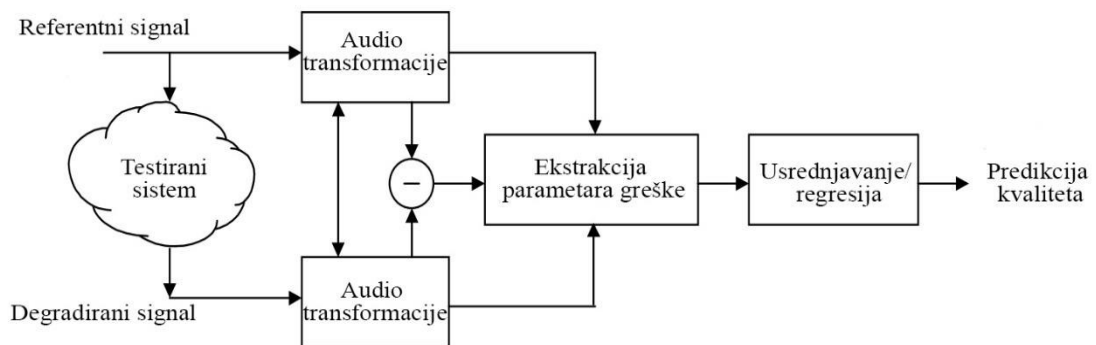 Referentni signal
Audio
transformacije
Testirani
sistem
−
Ekstrakcija
parametara greške
Usrednjavanje/
regresija
Predikcija
kvaliteta
Degradirani signal
Audio
transformacije